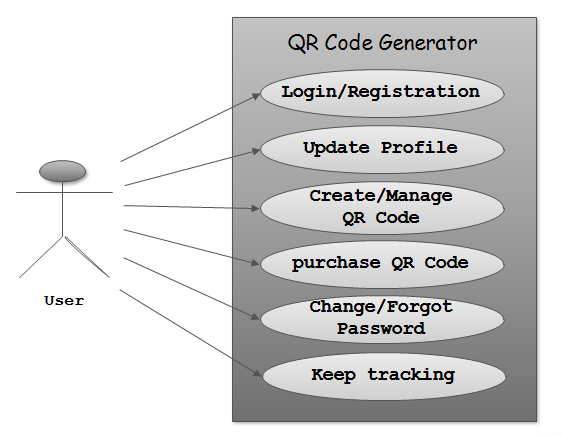 QR Code Generator
Login/Registration
Update Profile
Create/Manage
QR Code
purchase QR Code
Change/Forgot
Password
Keep tracking
User